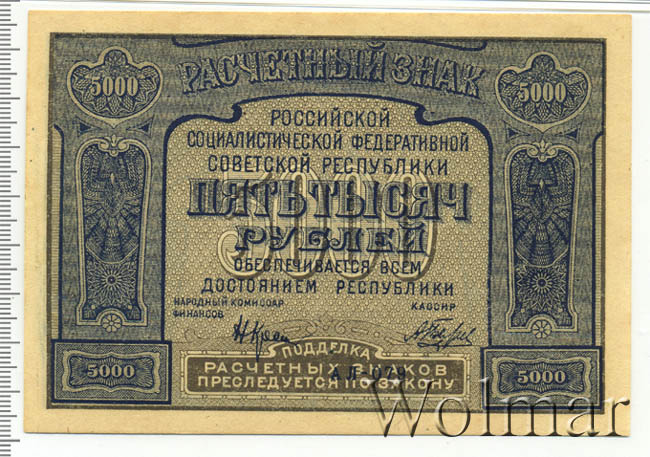 РАСЧЕТНЫЙ ЗНАК
5000 5000
РОССИЙСКОЙ
СОЦИАЛИСТИЧЕСКОЙ ФЕДЕРАТИВНОЙ
СОВЕТСКОЙ РЕСПУБЛИКИ
5000
ПЯТЬ ТЫСЯЧ
РУБЛЕЙ
ОБЕСПЕЧИВАЕТСЯ ВСЕМ
ДОСТОЯНИЕМ РЕСПУБЛИКИ
НАРОДНЫЙ КОМИССАР
ФИНАНСОВ
КАССИР
ПОДДЕЛКА
РАСЧЕТНЫХ ЗНАКОВ
ПРЕСЛЕДУЕТСЯ ПО ЗАКОНУ
5000 5000
Wolmar